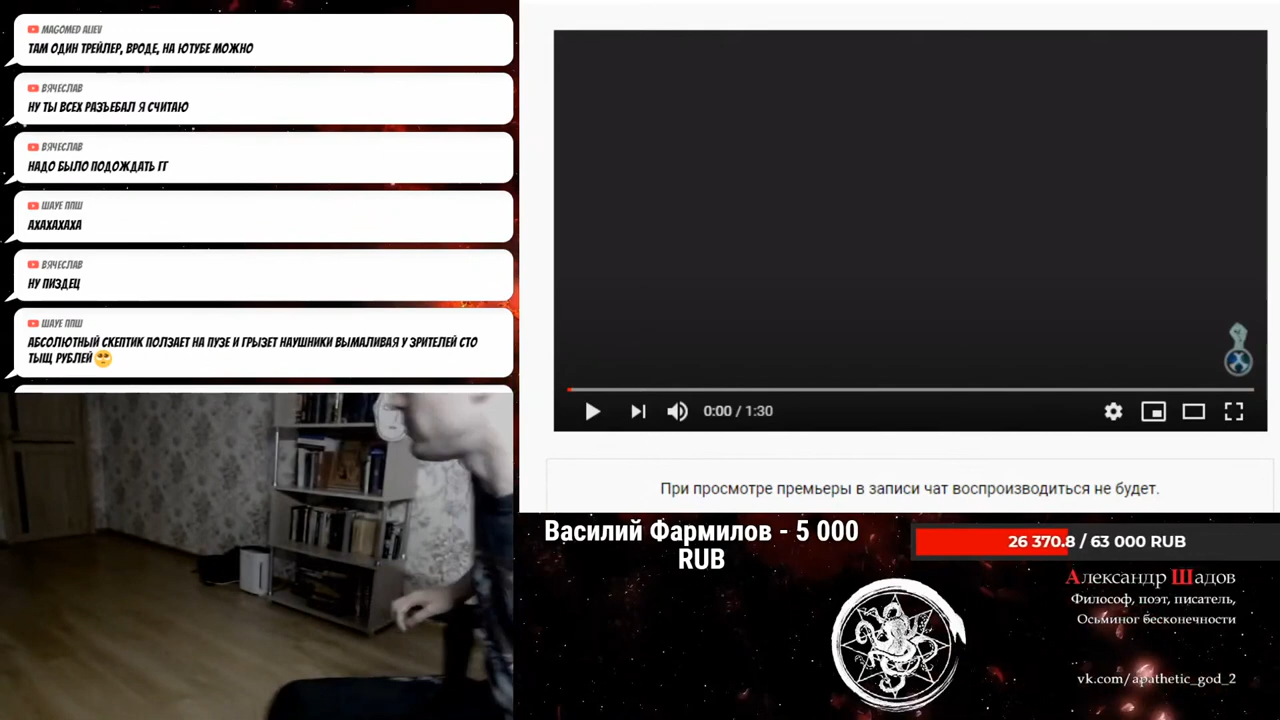 MAGOMED ALIEV
ТАМ ОДИН ТРЕЙЛЕР, ВРОДЕ, НА ЮТУБЕ МОЖНО
ВЯЧЕСЛАВ
НУ ТЫ ВСЕХ РАЗЪЕБАЛ Я СЧИТАЮ
ВЯЧЕСЛАВ
НАДО БЫЛО ПОДОЖДАТЬ ГГ
ШАУЕ ППШ
АХАХАХАХА
ВЯЧЕСЛАВ
НУ ПИЗДЕЦ
ШАУЕ ППШ
АБСОЛЮТНЫЙ СКЕПТИК ПОЛЗАЕТ НА ПУЗЕ И ГРЫЗЕТ НАУШНИКИ ВЫМАЛИВАЯ У ЗРИТЕЛЕЙ СТО
ТЫЩ РУБЛЕЙ🥺
0:00 / 1:30
При просмотре премьеры в записи чат воспроизводиться не будет.
Василий Фармилов - 5 000
RUB
26 370.8 / 63 000 RUB
Александр Шадов
Философ, поэт, писатель,
Осьминог бесконечности
vk.com/apathetic_god_2